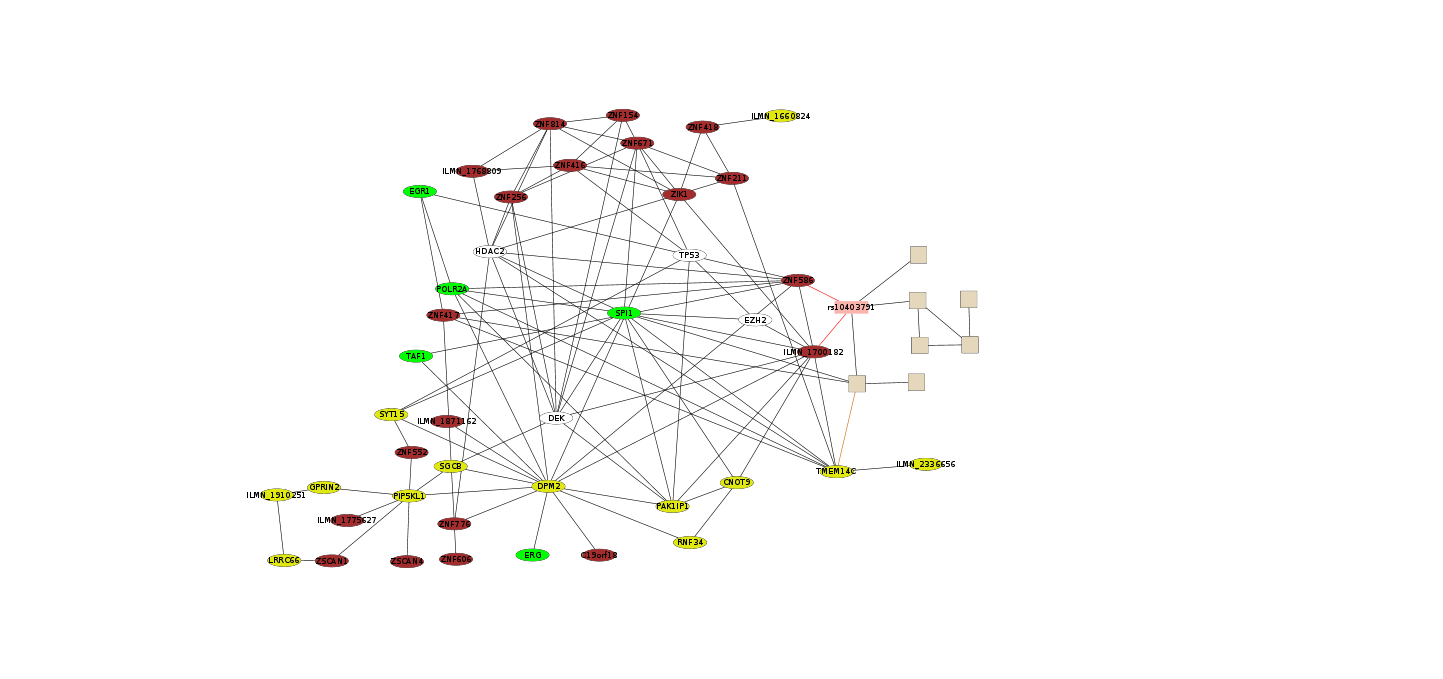 ZNF154
ILMN_1660824
ZNF814
ZNF418
ZNF671
ZNF416
ILMN_1768809
ZNF211
EGR1
ZIK1
ZNF256
HDAC2
TP53
ZNF586
POLR2A
rs10403791
SPI1
ZNF417
EZH2
ILMN_1700182
TAF1
SYT15
DEK
ILMN_1871162
ZNF552
ILMN_2336656
SGCB
TMEM14C
CNOT9
DPM2
GPRIN2
ILMN_1910251
PIP5KL1
PAK1IP1
ILMN_1775627
ZNF776
RNF34
ERG
C19orf18
ZNF606
LRRC66
ZSCAN1
ZSCAN4